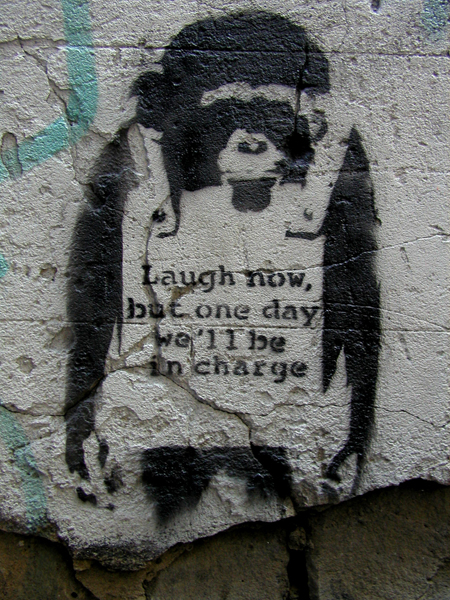 Laugh now,
but one day
we'll be
in charge